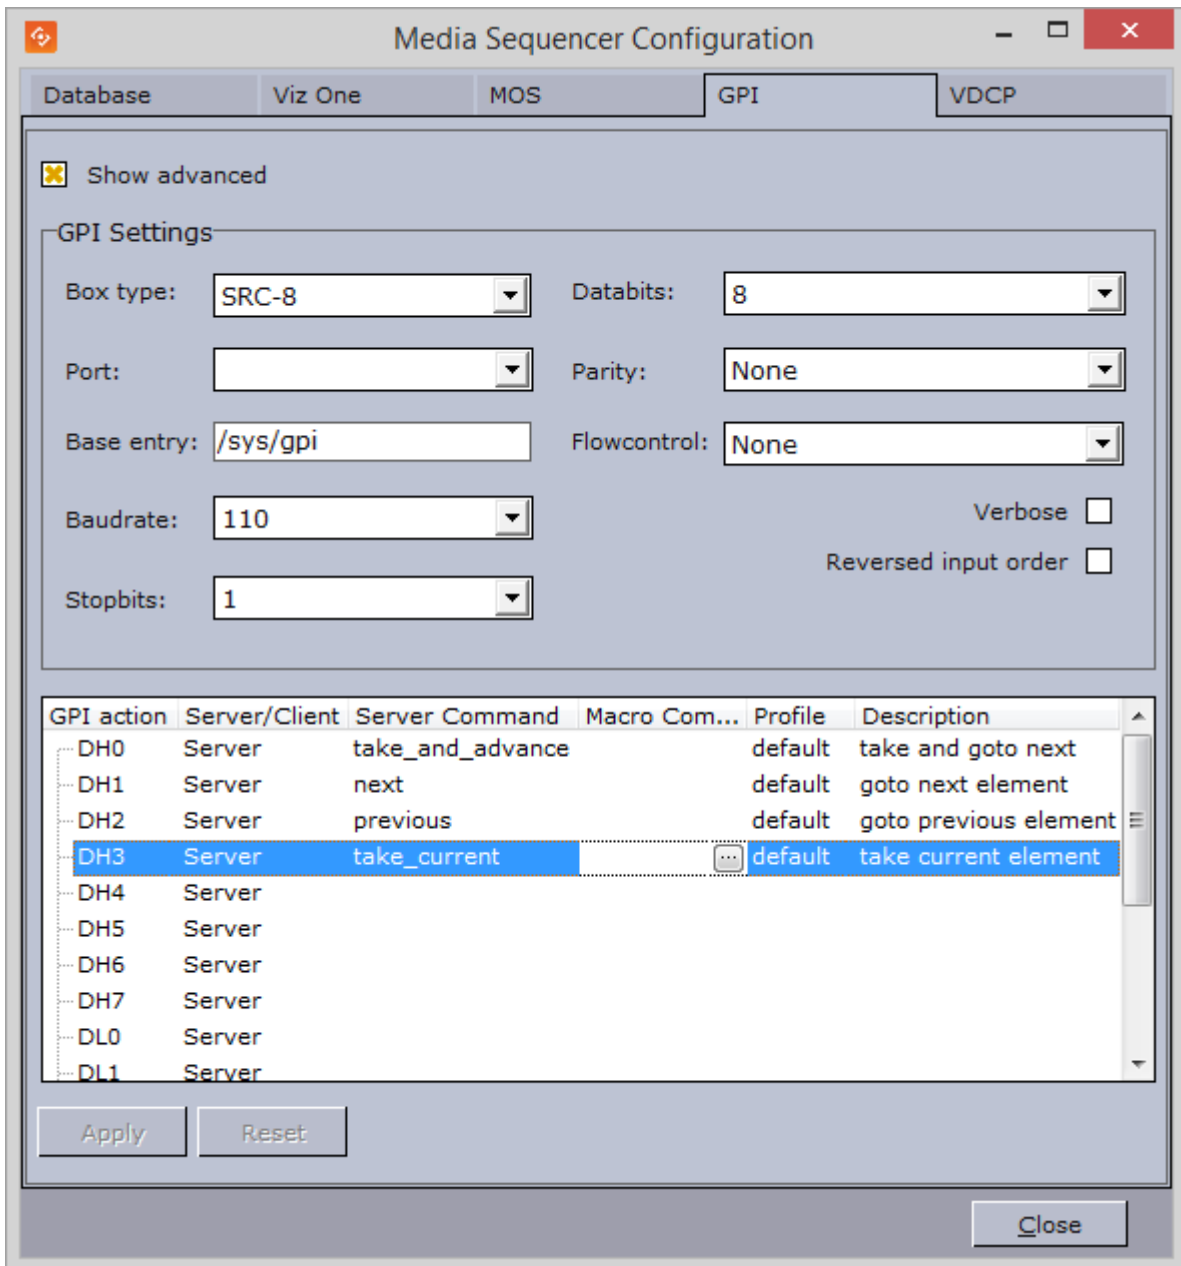 Media Sequencer Configuration
Database Viz One MOS GPI VDCP
Show advanced
GPI Settings
Box type: SRC-8 Databits: 8
Port: Parity: None
Base entry: /sys/gpi Flowcontrol: None
Baudrate: 110 Verbose
Reversed input order
Stopbits: 1
GPI action Server/Client Server Command Macro Com... Profile Description
DH0 Server take_and_advance default take and goto next
DH1 Server next default goto next element
DH2 Server previous default goto previous element
DH3 Server take_current ... default take current element
DH4 Server
DH5 Server
DH6 Server
DH7 Server
DL0 Server
DL1 Server
Apply Reset
Close